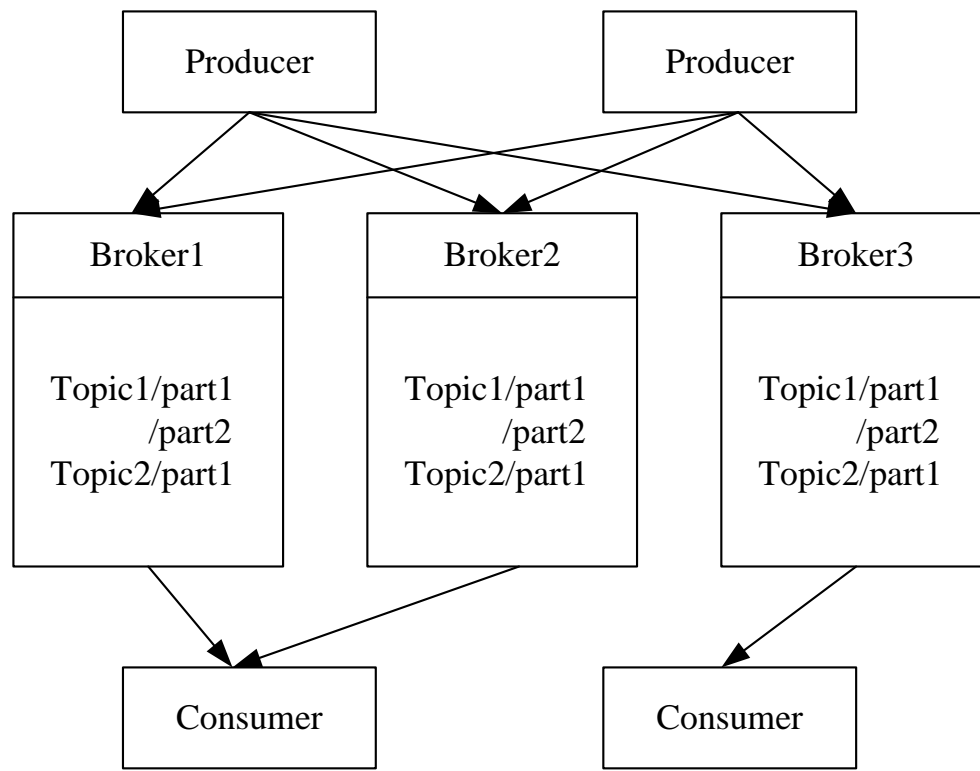 Producer
Producer
Broker1
Broker2
Broker3
Topic1/part1
/part2
Topic2/part1
Topic1/part1
/part2
Topic2/part1
Topic1/part1
/part2
Topic2/part1
Consumer
Consumer